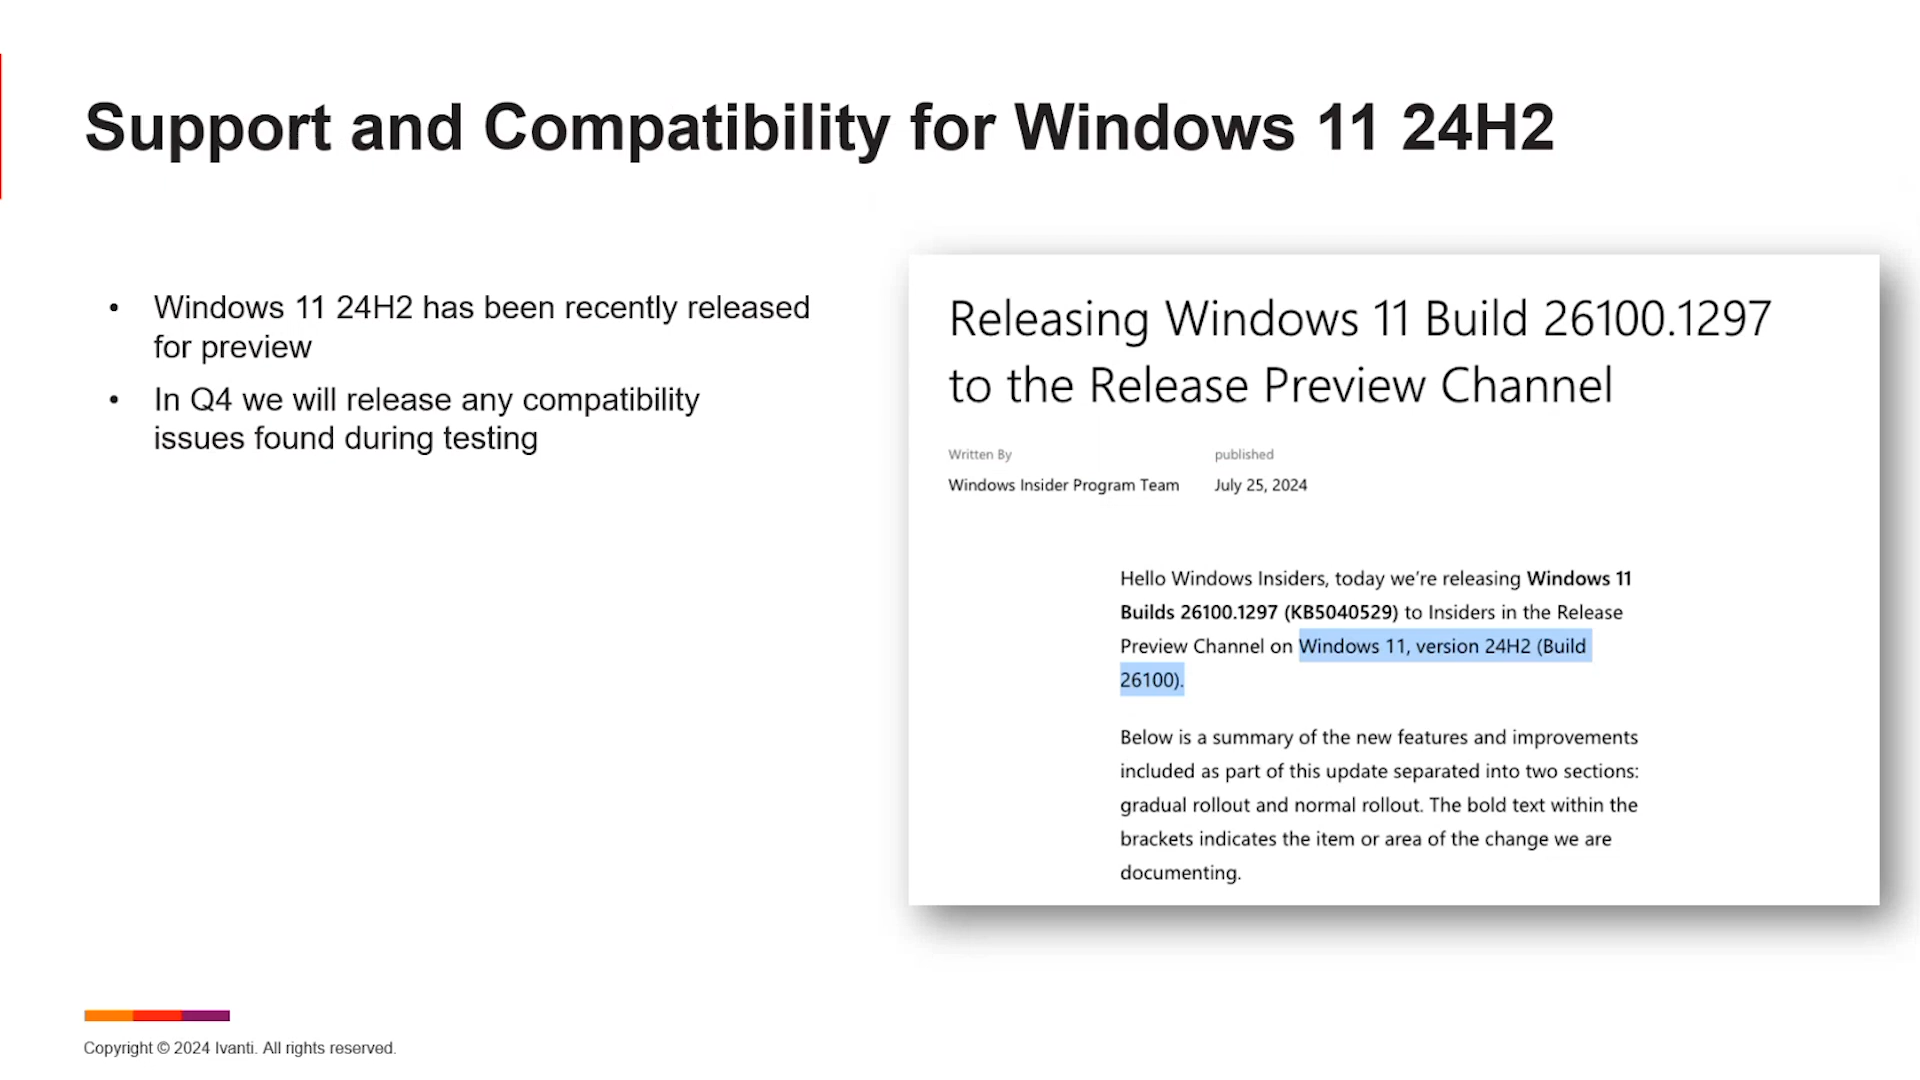 Support and Compatibility for Windows 11 24H2
• Windows 11 24H2 has been recently released
for preview
• In Q4 we will release any compatibility
issues found during testing
Releasing Windows 11 Build 26100.1297
to the Release Preview Channel
Written By
published
Windows Insider Program Team
July 25, 2024
Hello Windows Insiders, today we’re releasing Windows 11
Builds 26100.1297 (KB5040529) to Insiders in the Release
Preview Channel on Windows 11, version 24H2 (Build
26100).
Below is a summary of the new features and improvements
included as part of this update separated into two sections:
gradual rollout and normal rollout. The bold text within the
brackets indicates the item or area of the change we are
documenting.
Copyright © 2024 Ivanti. All rights reserved.